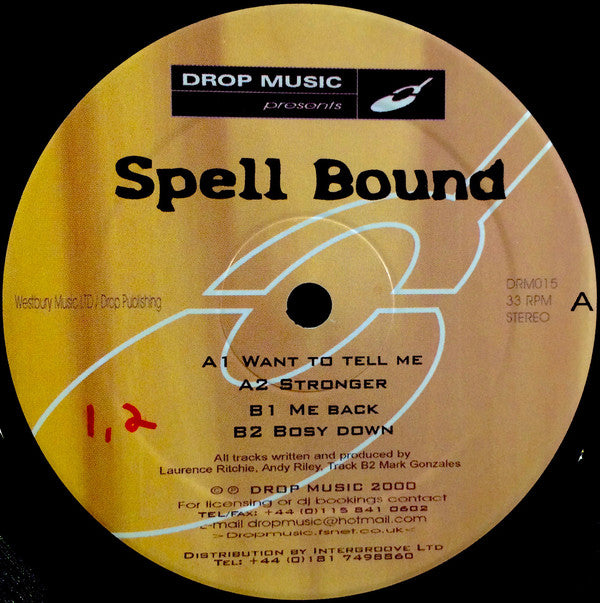 DROP MUSIC
presents
Spell Bound
Westbury Music LTD / Drop Publishing
DRM015
33 RPM
STEREO
A
A1 WANT TO TELL ME
A2 STRONGER
B1 ME BACK
B2 BOSY DOWN
1,2
All tracks written and produced by
Laurence Ritchie, Andy Riley, Track B2 Mark Gonzales
© ℗ DROP MUSIC 2000
For licensing or dj bookings contact
TEL/FAX: +44 (0)115 841 0602
E-mail dropmusic@hotmail.com
>Dropmusic.fsnet.co.uk<
DISTRIBUTION BY INTERGROOVE LTD
TEL: +44 (0)181 7498860